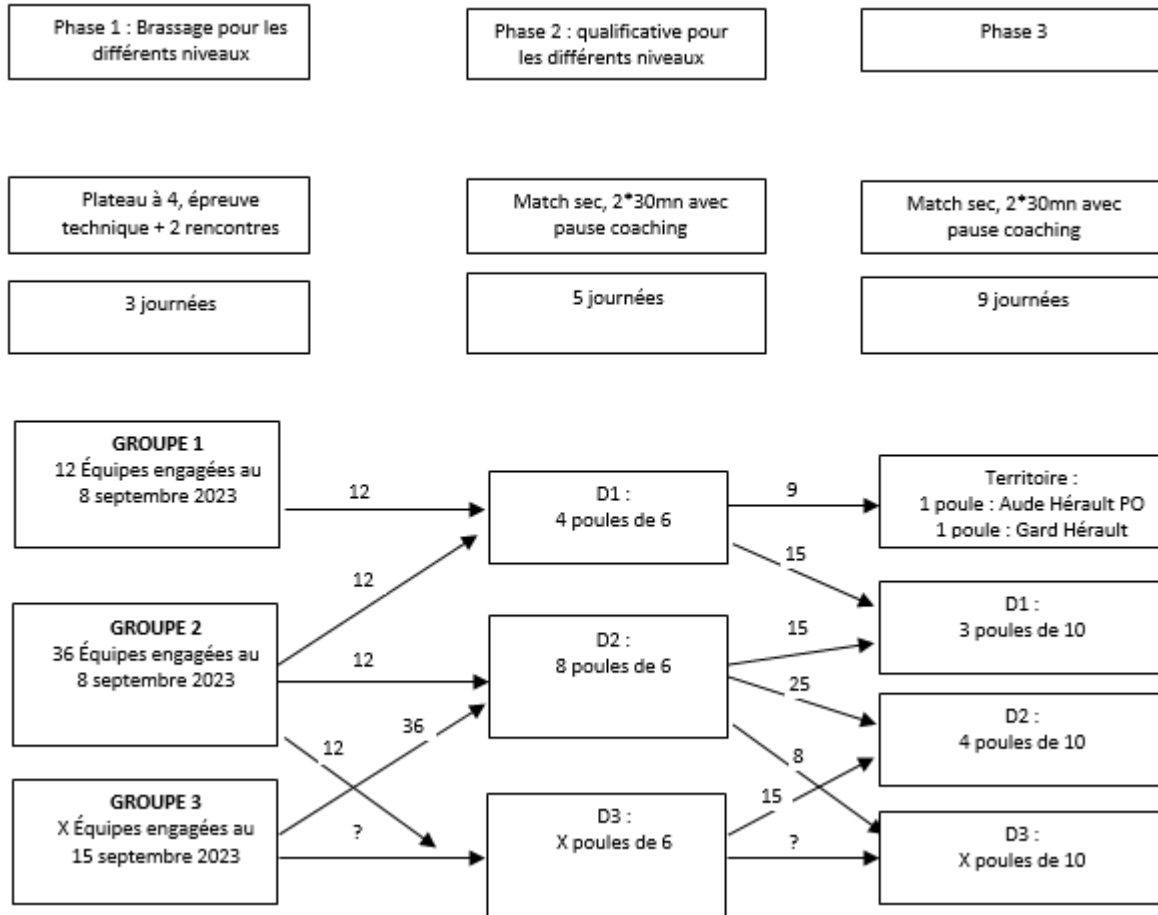 Phase 1 : Brassage pour les
différents niveaux
Phase 2 : qualificative pour
les différents niveaux
Phase 3
Plateau à 4, épreuve
technique + 2 rencontres
Match sec, 2*30mn avec
pause coaching
Match sec, 2*30mn avec
pause coaching
3 journées
5 journées
9 journées
GROUPE 1
12 Équipes engagées au
8 septembre 2023
12
D1 :
4 poules de 6
9
Territoire :
1 poule : Aude Hérault PO
1 poule : Gard Hérault
12
15
GROUPE 2
36 Équipes engagées au
8 septembre 2023
12
D2 :
8 poules de 6
15
D1 :
3 poules de 10
36
12
25
8
D2 :
4 poules de 10
GROUPE 3
X Équipes engagées au
15 septembre 2023
?
D3 :
X poules de 6
15
?
D3 :
X poules de 10